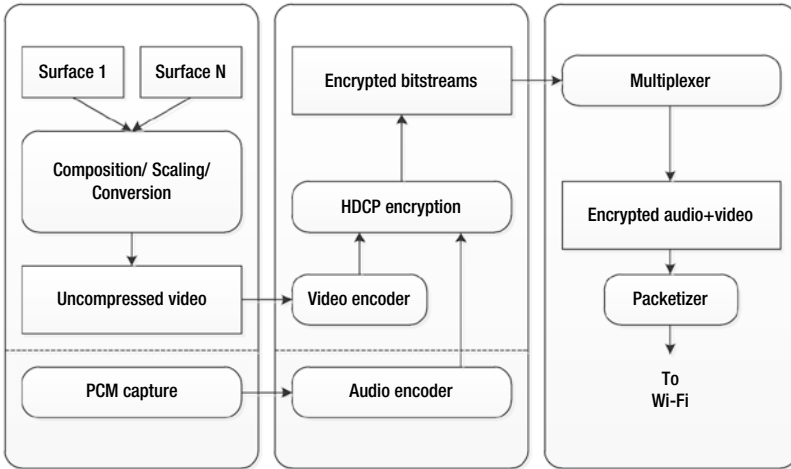 Surface 1
Surface N
Composition/ Scaling/
Conversion
Uncompressed video
PCM capture
Encrypted bitstreams
HDCP encryption
Video encoder
Audio encoder
Multiplexer
Encrypted audio+video
Packetizer
To
Wi-Fi